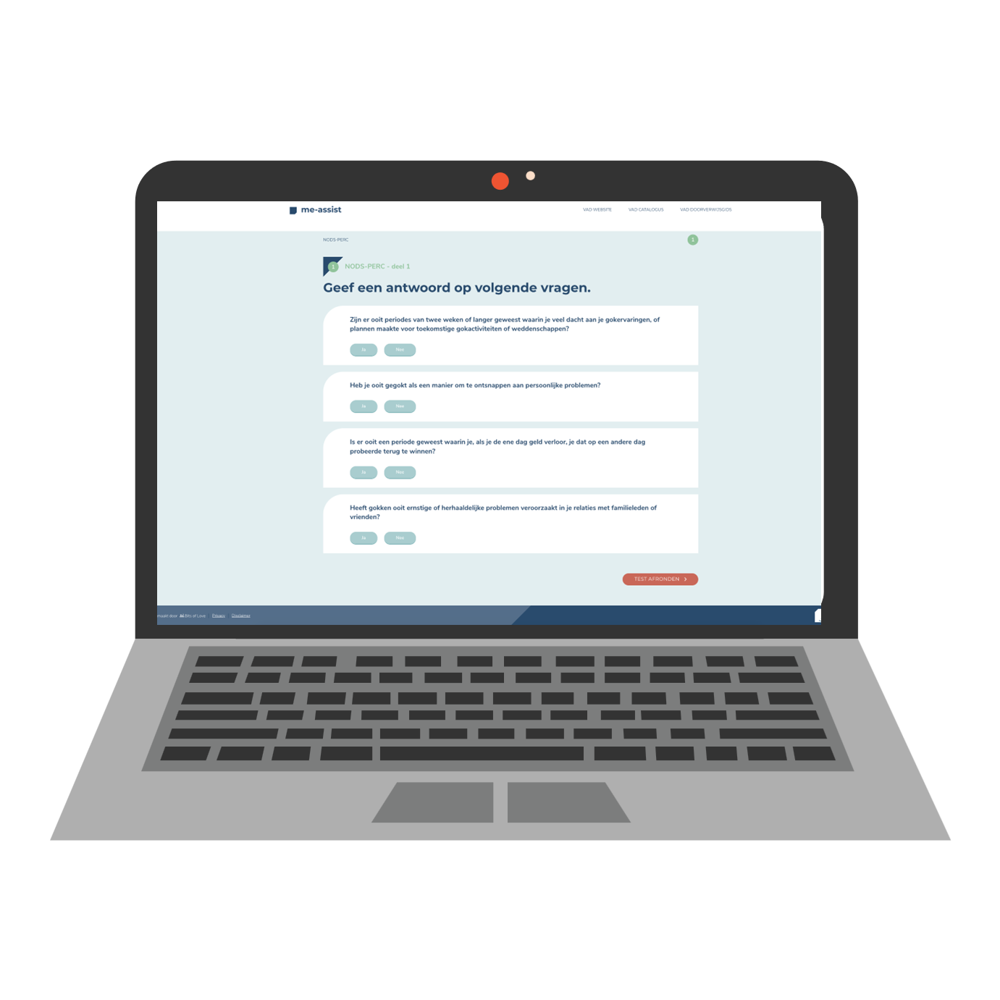 me-assist
VAD WEBSITE VAD CATALOGUS VAD DOORVERWIJSGIDS
NODS-PERC 1
1 NODS-PERC - deel 1
Geef een antwoord op volgende vragen.
Zijn er ooit periodes van twee weken of langer geweest waarin je veel dacht aan je gokervaringen, of
plannen maakte voor toekomstige gokactiviteiten of weddenschappen?
Ja Nee
Heb je ooit gegokt als een manier om te ontsnappen aan persoonlijke problemen?
Ja Nee
Is er ooit een periode geweest waarin je, als je de ene dag geld verloor, je dat op een andere dag
probeerde terug te winnen?
Ja Nee
Heeft gokken ooit ernstige of herhaaldelijke problemen veroorzaakt in je relaties met familieleden of
vrienden?
Ja Nee
TEST AFRONDEN
maakt door Bits of Love Privacy Disclaimer